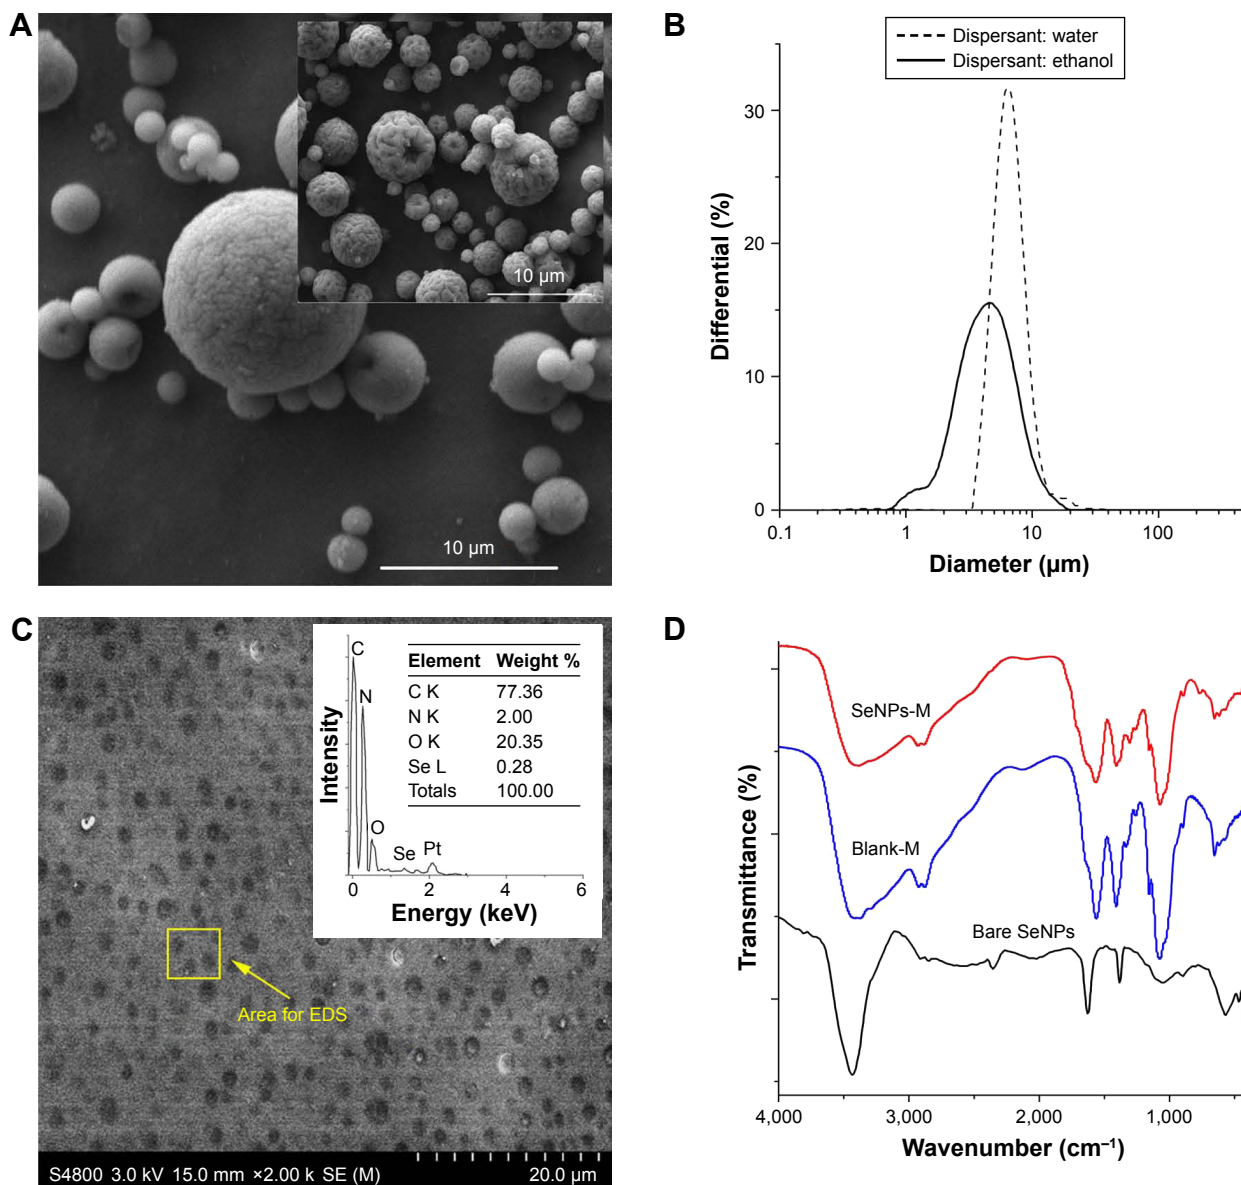 A
10 µm
10 µm
B
Dispersant: water
Dispersant: ethanol
Differential (%)
30
20
10
0
0.1
1
10
100
Diameter (µm)
C
Intensity
C
N
O
Se
Pt
0
2
4
6
Energy (keV)
Element Weight %
C K 77.36
N K 2.00
O K 20.35
Se L 0.28
Totals 100.00
Area for EDS
S4800 3.0 kV 15.0 mm ×2.00 k SE (M)
20.0 µm
D
SeNPs-M
Blank-M
Bare SeNPs
Transmittance (%)
4,000
3,000
2,000
1,000
Wavenumber (cm⁻¹)